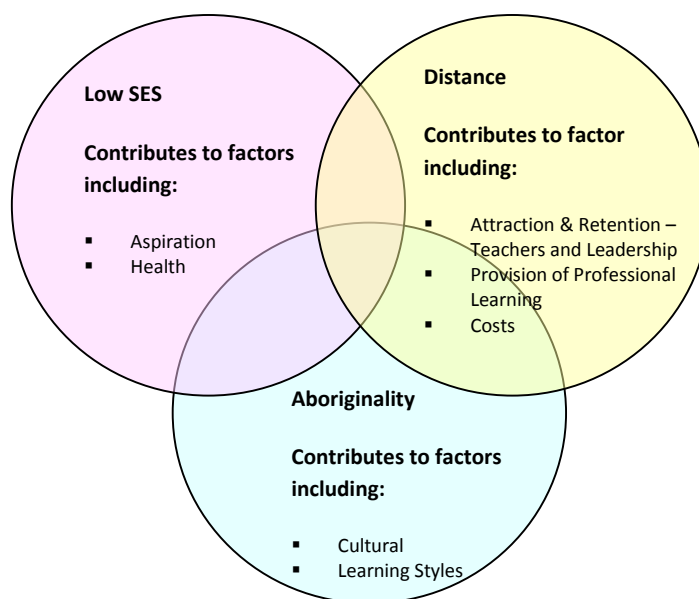 Low SES
Contributes to factors
including:
▪ Aspiration
▪ Health
Distance
Contributes to factor
including:
▪ Attraction & Retention –
Teachers and Leadership
▪ Provision of Professional
Learning
▪ Costs
Aboriginality
Contributes to factors
including:
▪ Cultural
▪ Learning Styles